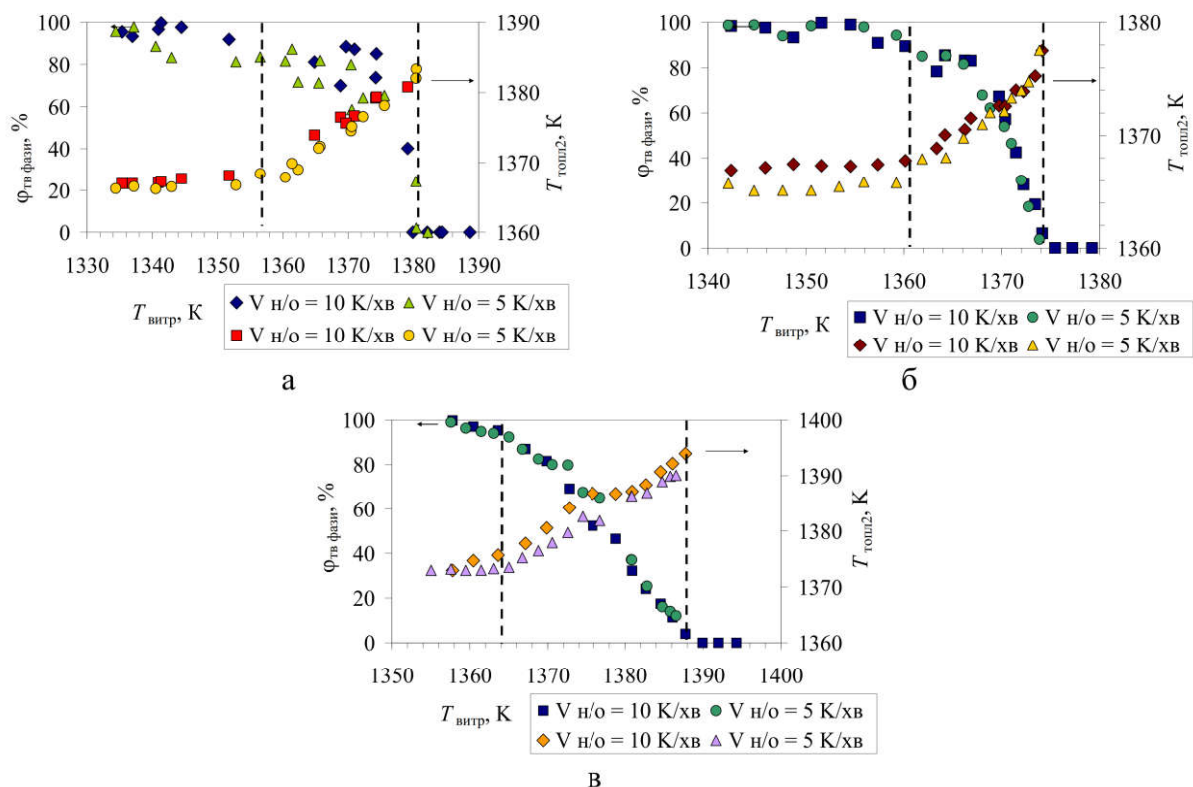 100
80
60
40
20
0
φтв фази, %
1390
1380
1370
1360
Tтопл2, К
1330 1340 1350 1360 1370 1380 1390
Tвитр, К
V н/о = 10 К/хв V н/о = 5 К/хв
V н/о = 10 К/хв V н/о = 5 К/хв
а
100
80
60
40
20
0
φтв фази, %
1380
1370
1360
Tтопл2, К
1340 1350 1360 1370 1380
Tвитр, К
V н/о = 10 К/хв V н/о = 5 К/хв
V н/о = 10 К/хв V н/о = 5 К/хв
б
100
80
60
40
20
0
φтв фази, %
1400
1390
1380
1370
1360
Tтопл2, К
1350 1360 1370 1380 1390 1400
Tвитр, К
V н/о = 10 К/хв V н/о = 5 К/хв
V н/о = 10 К/хв V н/о = 5 К/хв
в